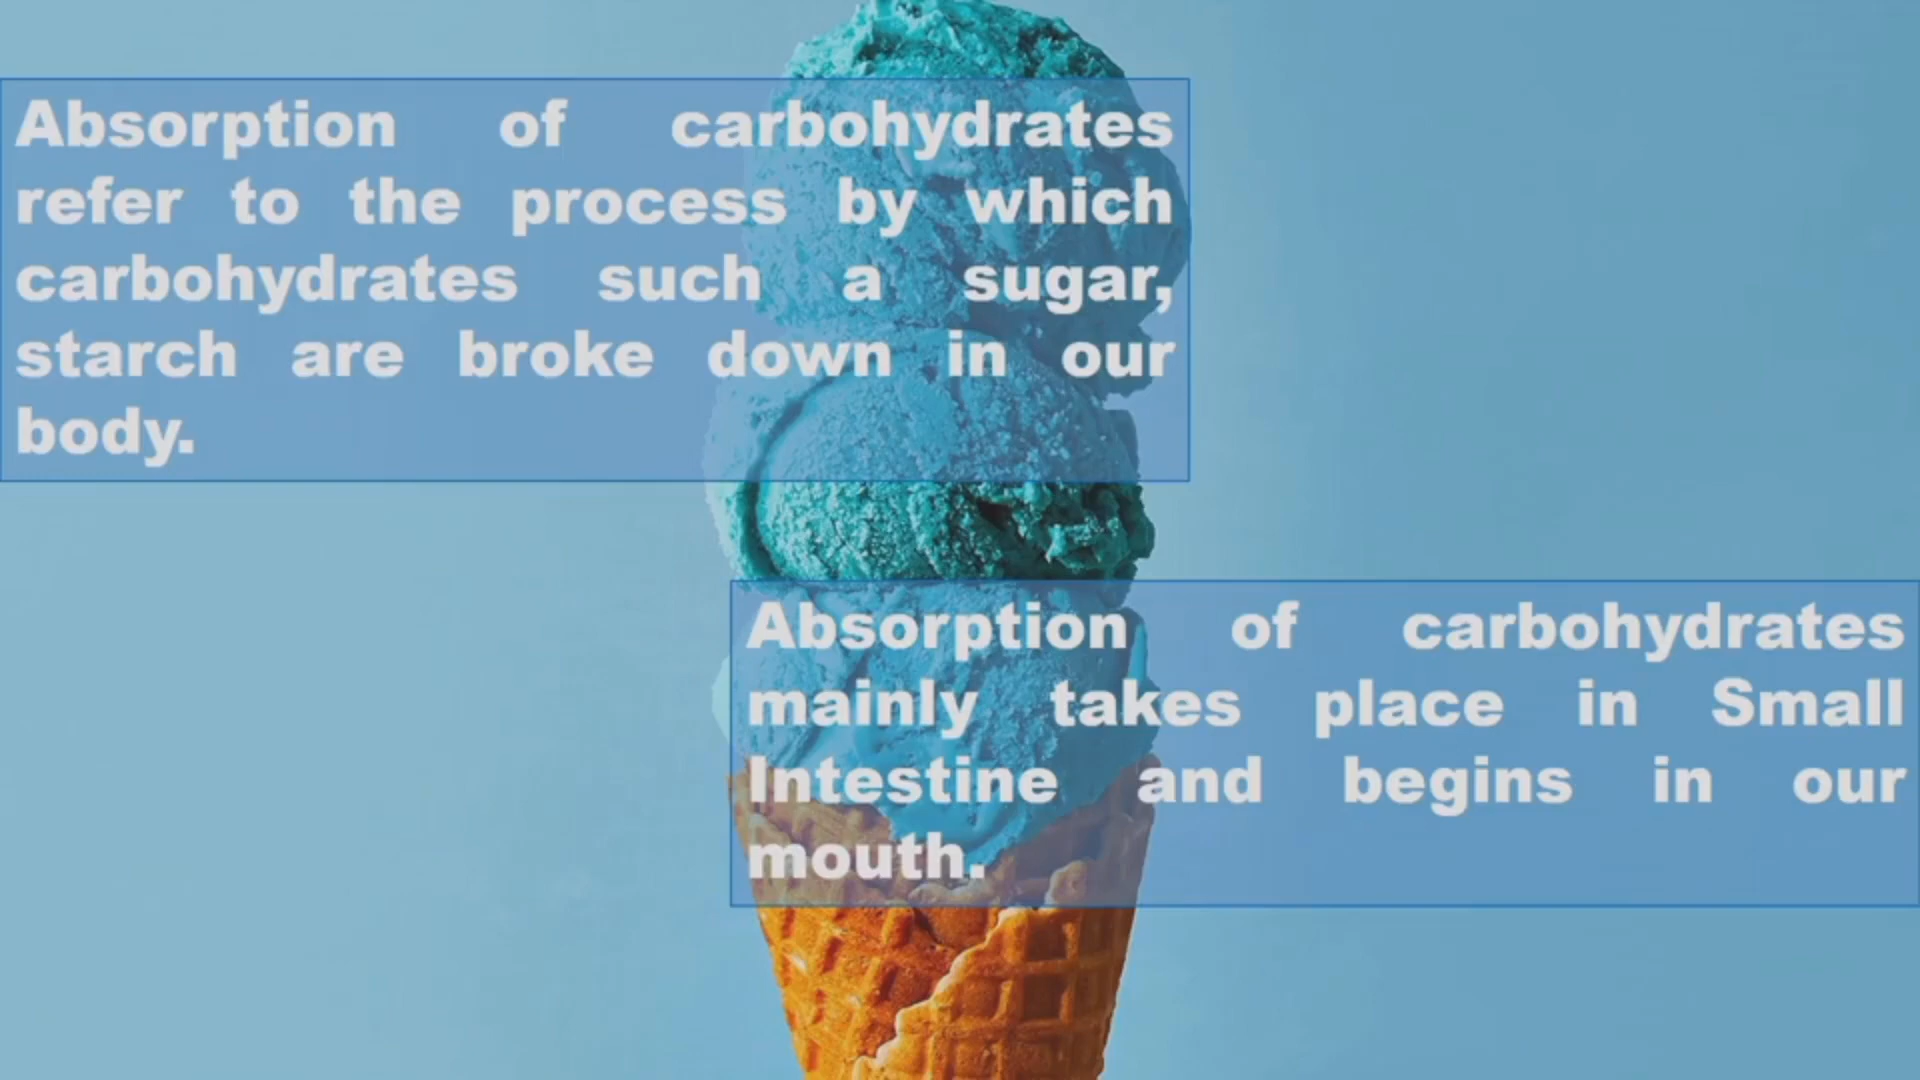 Absorption of carbohydrates
refer to the process by which
carbohydrates such a sugar,
starch are broke down in our
body.
Absorption of carbohydrates
mainly takes place in Small
Intestine and begins in our
mouth.